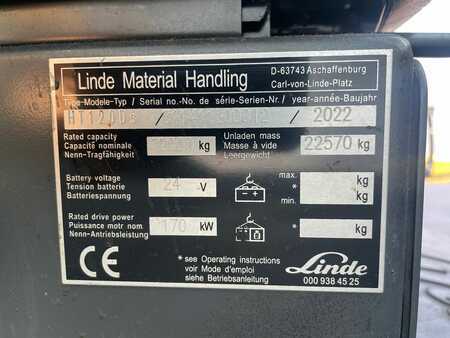 Linde Material Handling
D-63743 Aschaffenburg
Carl-von-Linde-Platz
Type-Modele-Typ / Serial no.-No de série-Serien-Nr. / year-année-Baujahr
/ / 2022
Rated capacity
Capacité nominale
Nenn-Tragfähigkeit
kg
Unladen mass
Masse à vide
Leergewicht
22570 kg
Battery voltage
Tension batterie
Batteriespannung
24 V
- +
max.
*
min.
kg
kg
Rated drive power
Puissance motr nom
Nenn-Antriebsleistung
170 kW
*
kg
CE
* see Operating instructions
voir Mode d'emploi
siehe Betriebsanleitung
Linde
000 938 45 25